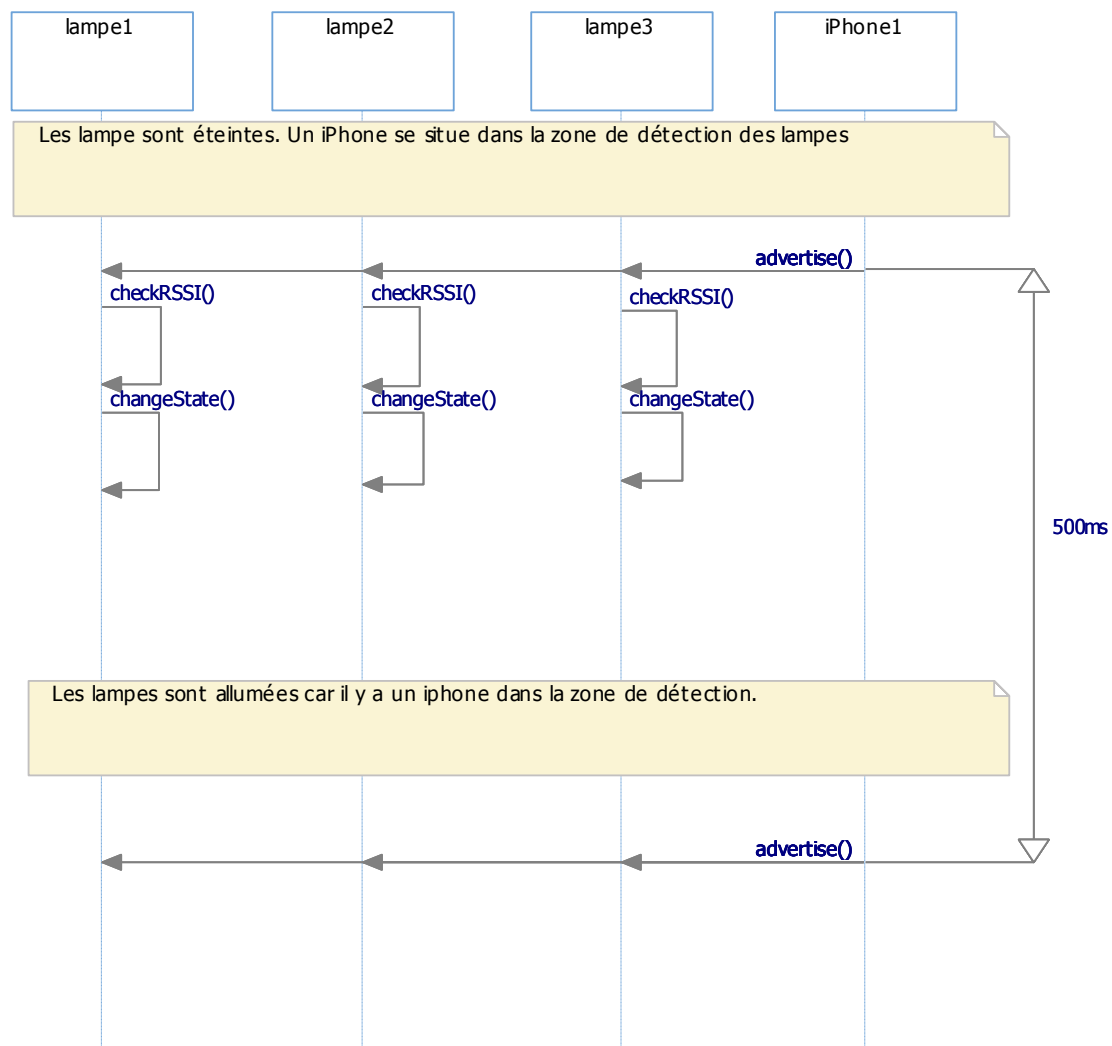 lampe1
lampe2
lampe3
iPhone1
Les lampe sont éteintes. Un iPhone se situe dans la zone de détection des lampes
advertise()
checkRSSI()
checkRSSI()
checkRSSI()
changeState()
changeState()
changeState()
500ms
Les lampes sont allumées car il y a un iphone dans la zone de détection.
advertise()